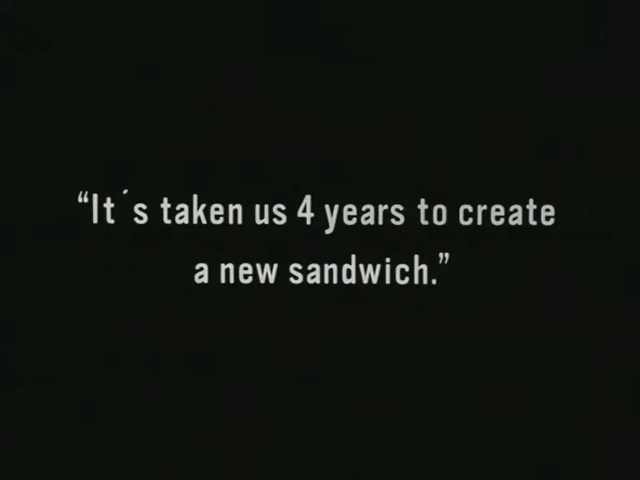 “It´s taken us 4 years to create
a new sandwich.”